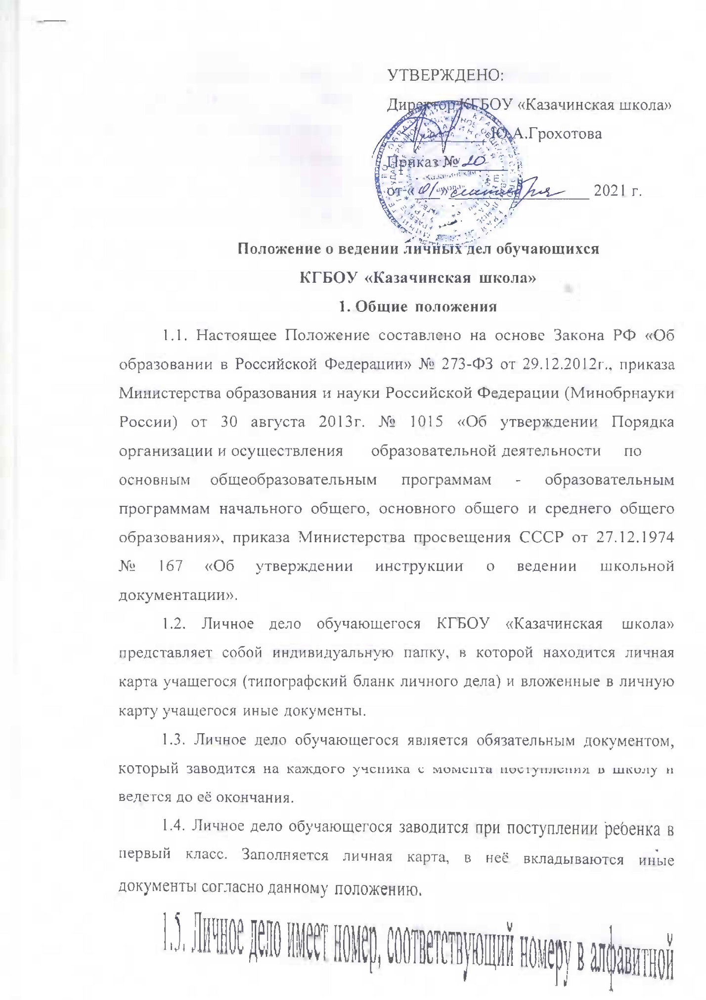 УТВЕРЖДЕНО:
Директор КГБОУ «Казачинская школа»
Ю.А.Грохотова
Приказ № 20
от «01» сентября 2021 г.
Положение о ведении личных дел обучающихся
КГБОУ «Казачинская школа»
1. Общие положения
1.1. Настоящее Положение составлено на основе Закона РФ «Об
образовании в Российской Федерации» № 273-ФЗ от 29.12.2012г., приказа
Министерства образования и науки Российской Федерации (Минобрнауки
России) от 30 августа 2013г. № 1015 «Об утверждении Порядка
организации и осуществления образовательной деятельности по
основным общеобразовательным программам - образовательным
программам начального общего, основного общего и среднего общего
образования», приказа Министерства просвещения СССР от 27.12.1974
№ 167 «Об утверждении инструкции о ведении школьной
документации».
1.2. Личное дело обучающегося КГБОУ «Казачинская школа»
представляет собой индивидуальную папку, в которой находится личная
карта учащегося (типографский бланк личного дела) и вложенные в личную
карту учащегося иные документы.
1.3. Личное дело обучающегося является обязательным документом,
который заводится на каждого ученика с момента поступления в школу и
ведется до её окончания.
1.4. Личное дело обучающегося заводится при поступлении ребенка в
первый класс. Заполняется личная карта, в неё вкладываются иные
документы согласно данному положению.
1.5. Личное дело имеет номер, соответствующий номеру в алфавитной